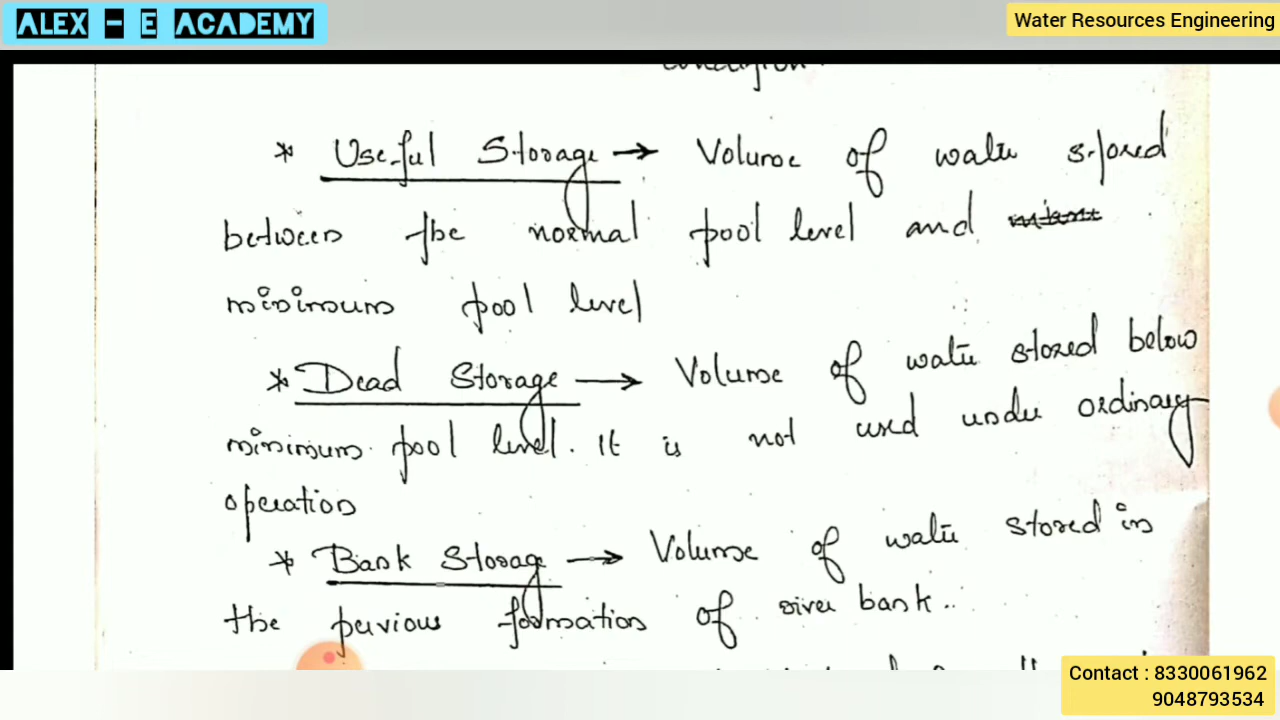 ALEX - E ACADEMY
Water Resources Engineering
condition.
* Useful Storage → Volume of water stored
between the normal pool level and
minimum pool level
* Dead Storage → Volume of water stored below
minimum pool level. It is not used under ordinary
operation
* Bank Storage → Volume of water stored in
the pervious formation of river bank..
Contact : 8330061962
9048793534